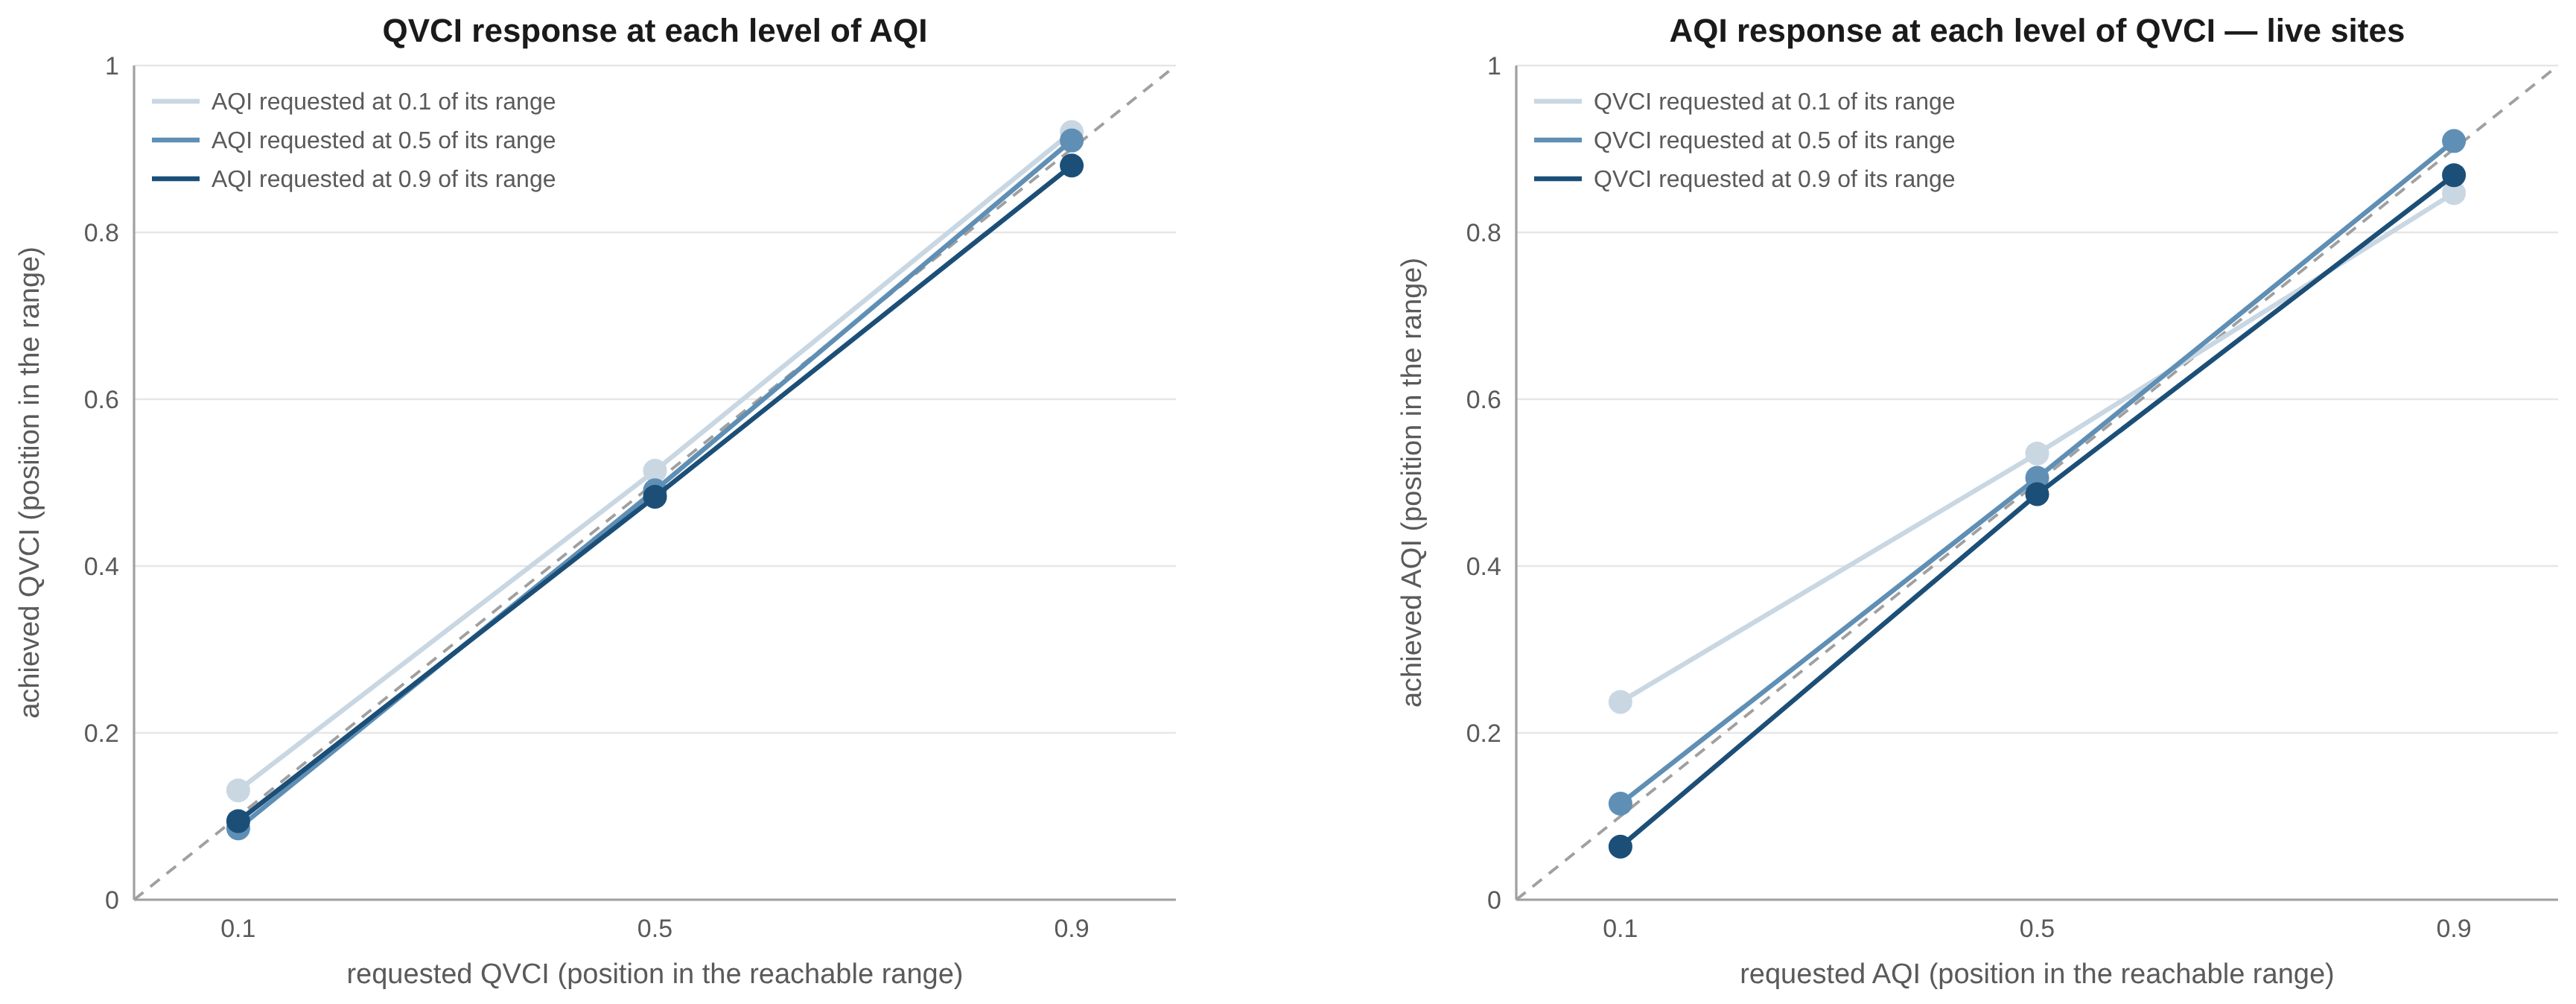 QVCI response at each level of AQI
AQI requested at 0.1 of its range
AQI requested at 0.5 of its range
AQI requested at 0.9 of its range
achieved QVCI (position in the range)
1
0.8
0.6
0.4
0.2
0
0.1
0.5
0.9
requested QVCI (position in the reachable range)
AQI response at each level of QVCI — live sites
QVCI requested at 0.1 of its range
QVCI requested at 0.5 of its range
QVCI requested at 0.9 of its range
achieved AQI (position in the range)
1
0.8
0.6
0.4
0.2
0
0.1
0.5
0.9
requested AQI (position in the reachable range)